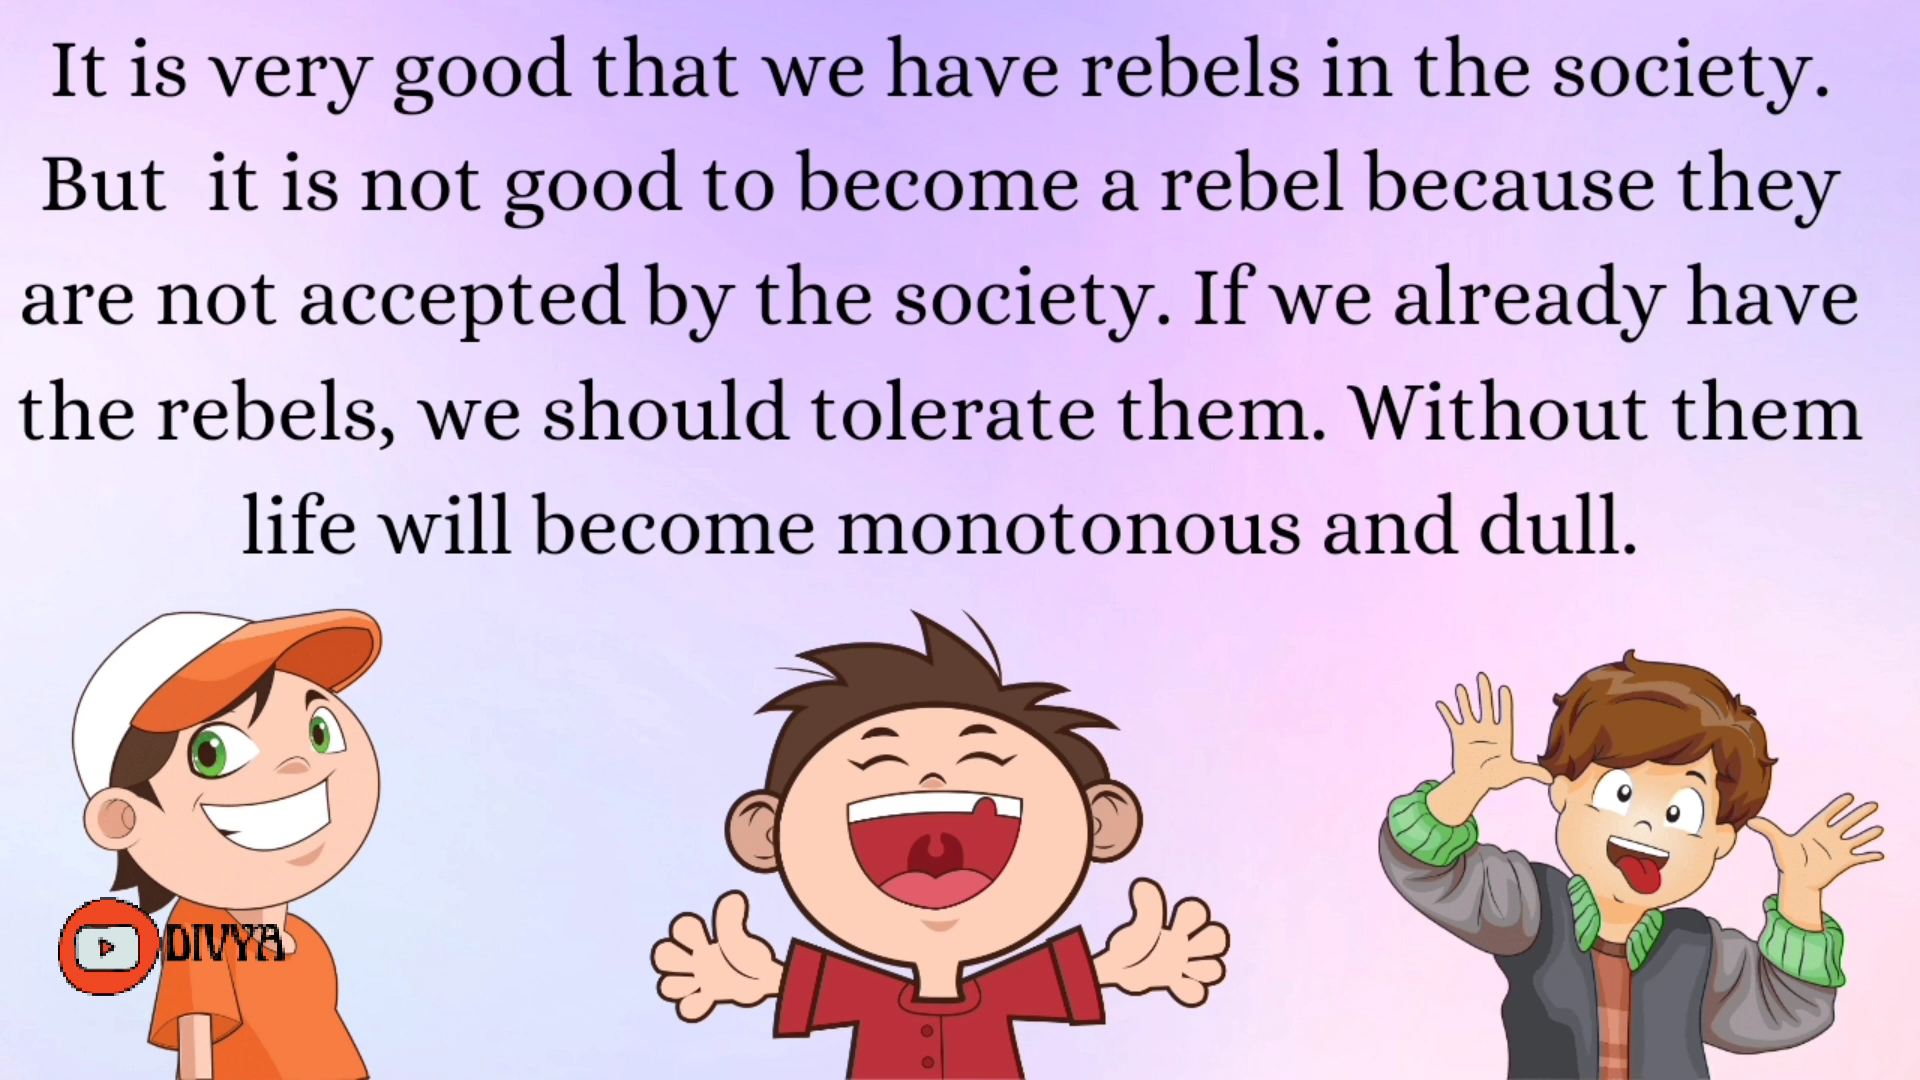 It is very good that we have rebels in the society.
But it is not good to become a rebel because they
are not accepted by the society. If we already have
the rebels, we should tolerate them. Without them
life will become monotonous and dull.
DIVYA